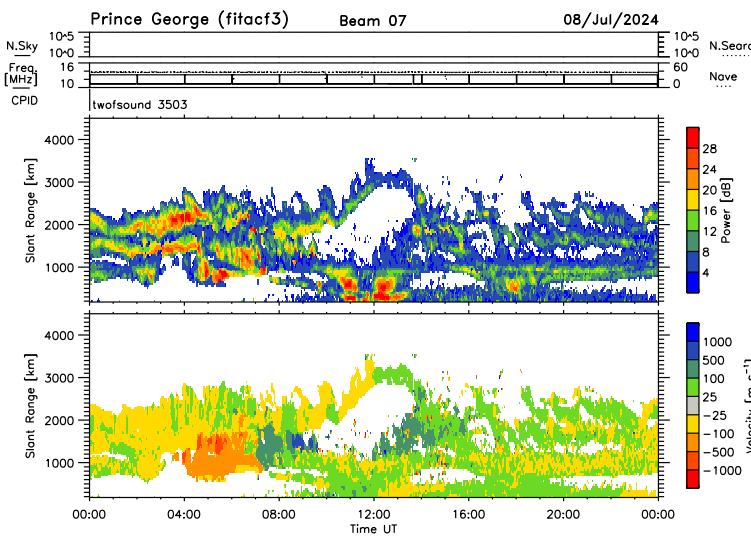 Prince George (fitacf3) Beam 07 08/Jul/2024
N.Sky 10^5 10^0 10^5 10^0 N.Sear
Freq. [MHz] 16 10 60 0 Nave
CPID twofsound 3503
Slant Range [km] 4000 3000 2000 1000
28 24 20 16 12 8 4 Power [dB]
Slant Range [km] 4000 3000 2000 1000
1000 500 100 25 -25 -100 -500 -1000 Velocity [m s⁻¹]
00:00 04:00 08:00 12:00 16:00 20:00 00:00
Time UT